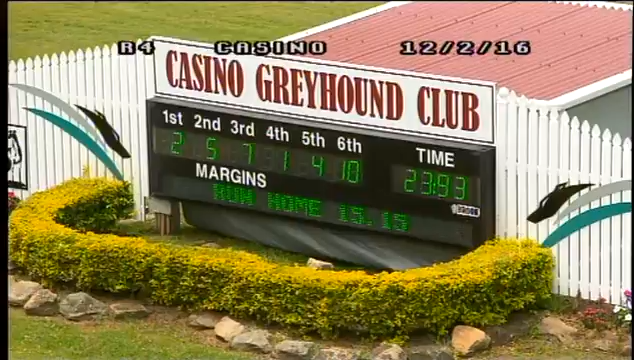 R4 CASINO 12/2/16
CASINO GREYHOUND CLUB
1st 2nd 3rd 4th 5th 6th
2 5 7 1 4 10
TIME
23:93
MARGINS
RUN HOME 15.15